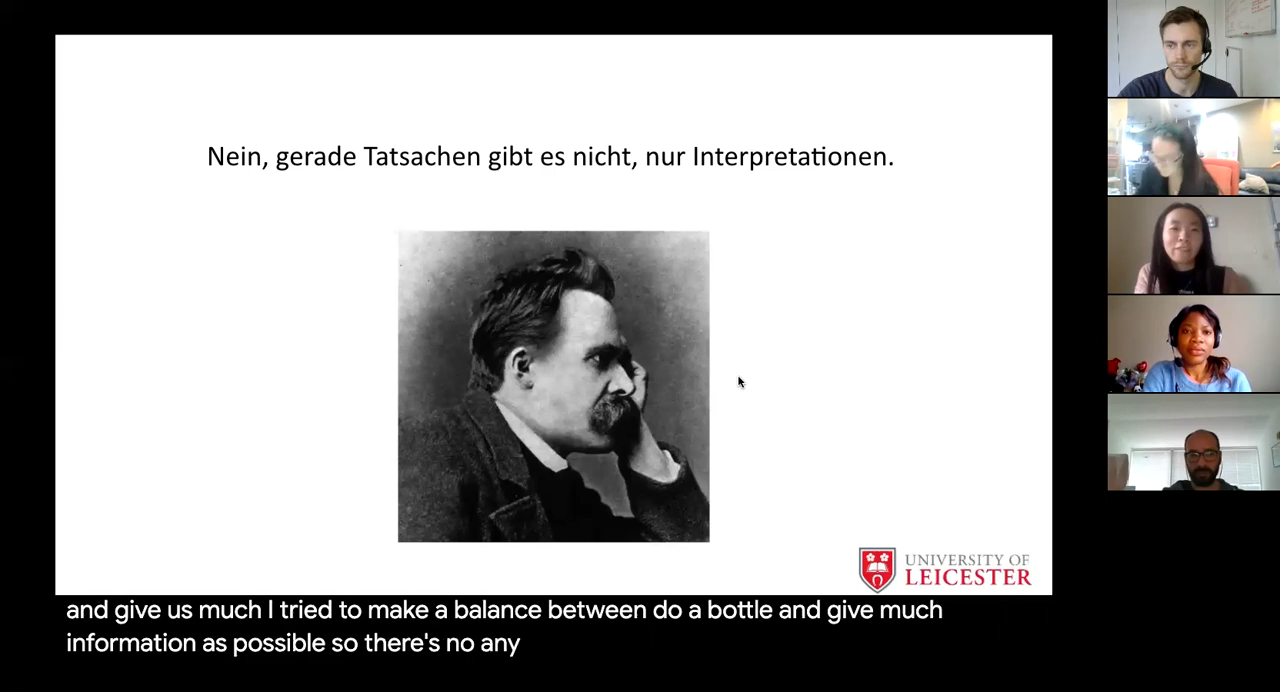 Nein, gerade Tatsachen gibt es nicht, nur Interpretationen.
UNIVERSITY OF
LEICESTER
and give us much I tried to make a balance between do a bottle and give much
information as possible so there's no any